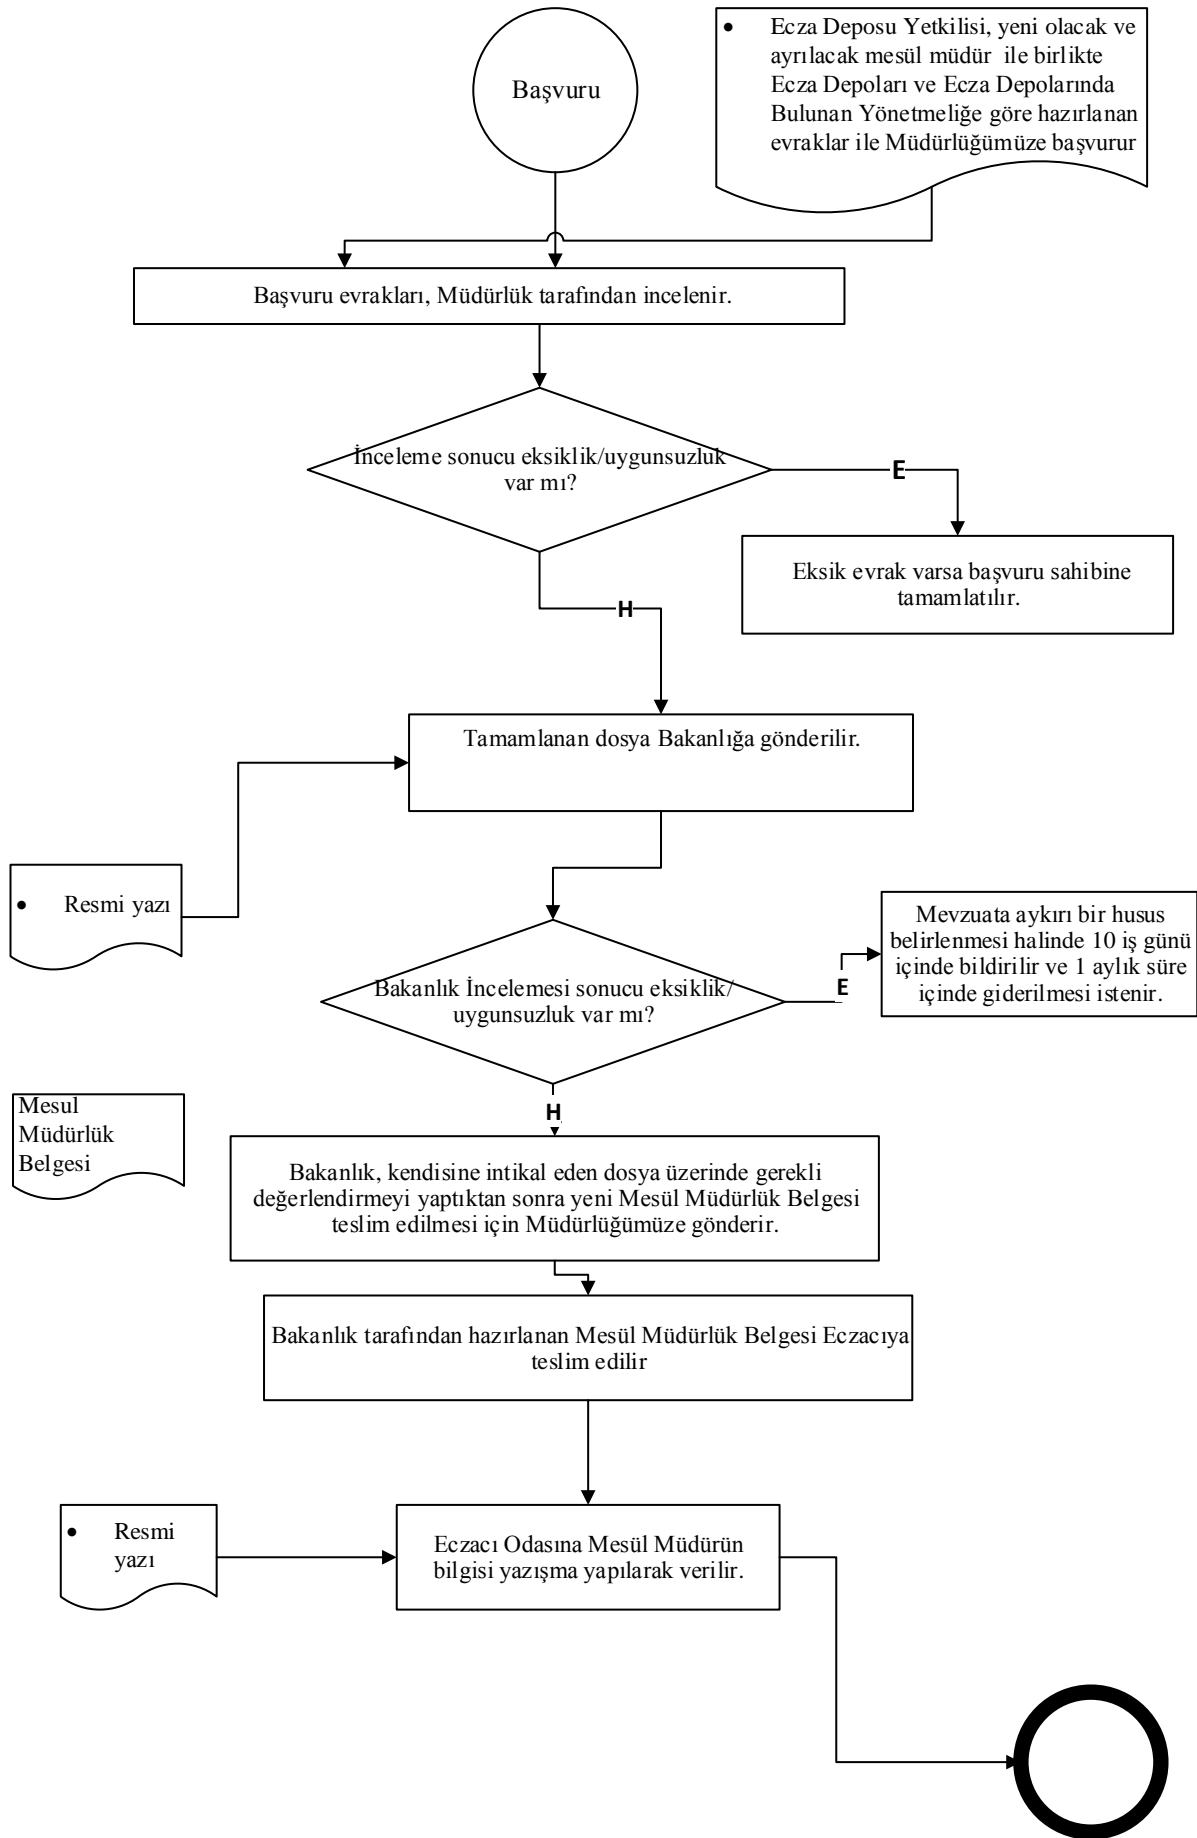 Başvuru
• Ecza Deposu Yetkilisi, yeni olacak ve
ayrılacak mesül müdür ile birlikte
Ecza Depoları ve Ecza Depolarında
Bulunan Yönetmeliğe göre hazırlanan
evraklar ile Müdürlüğümüze başvurur
Başvuru evrakları, Müdürlük tarafından incelenir.
İnceleme sonucu eksiklik/uygunsuzluk
var mı?
E
Eksik evrak varsa başvuru sahibine
tamamlatılır.
H
Tamamlanan dosya Bakanlığa gönderilir.
• Resmi yazı
Bakanlık İncelemesi sonucu eksiklik/
uygunsuzluk var mı?
E
Mevzuata aykırı bir husus
belirlenmesi halinde 10 iş günü
içinde bildirilir ve 1 aylık süre
içinde giderilmesi istenir.
H
Mesul
Müdürlük
Belgesi
Bakanlık, kendisine intikal eden dosya üzerinde gerekli
değerlendirmeyi yaptıktan sonra yeni Mesül Müdürlük Belgesi
teslim edilmesi için Müdürlüğümüze gönderir.
Bakanlık tarafından hazırlanan Mesül Müdürlük Belgesi Eczacıya
teslim edilir
• Resmi
yazı
Eczacı Odasına Mesül Müdürün
bilgisi yazışma yapılarak verilir.